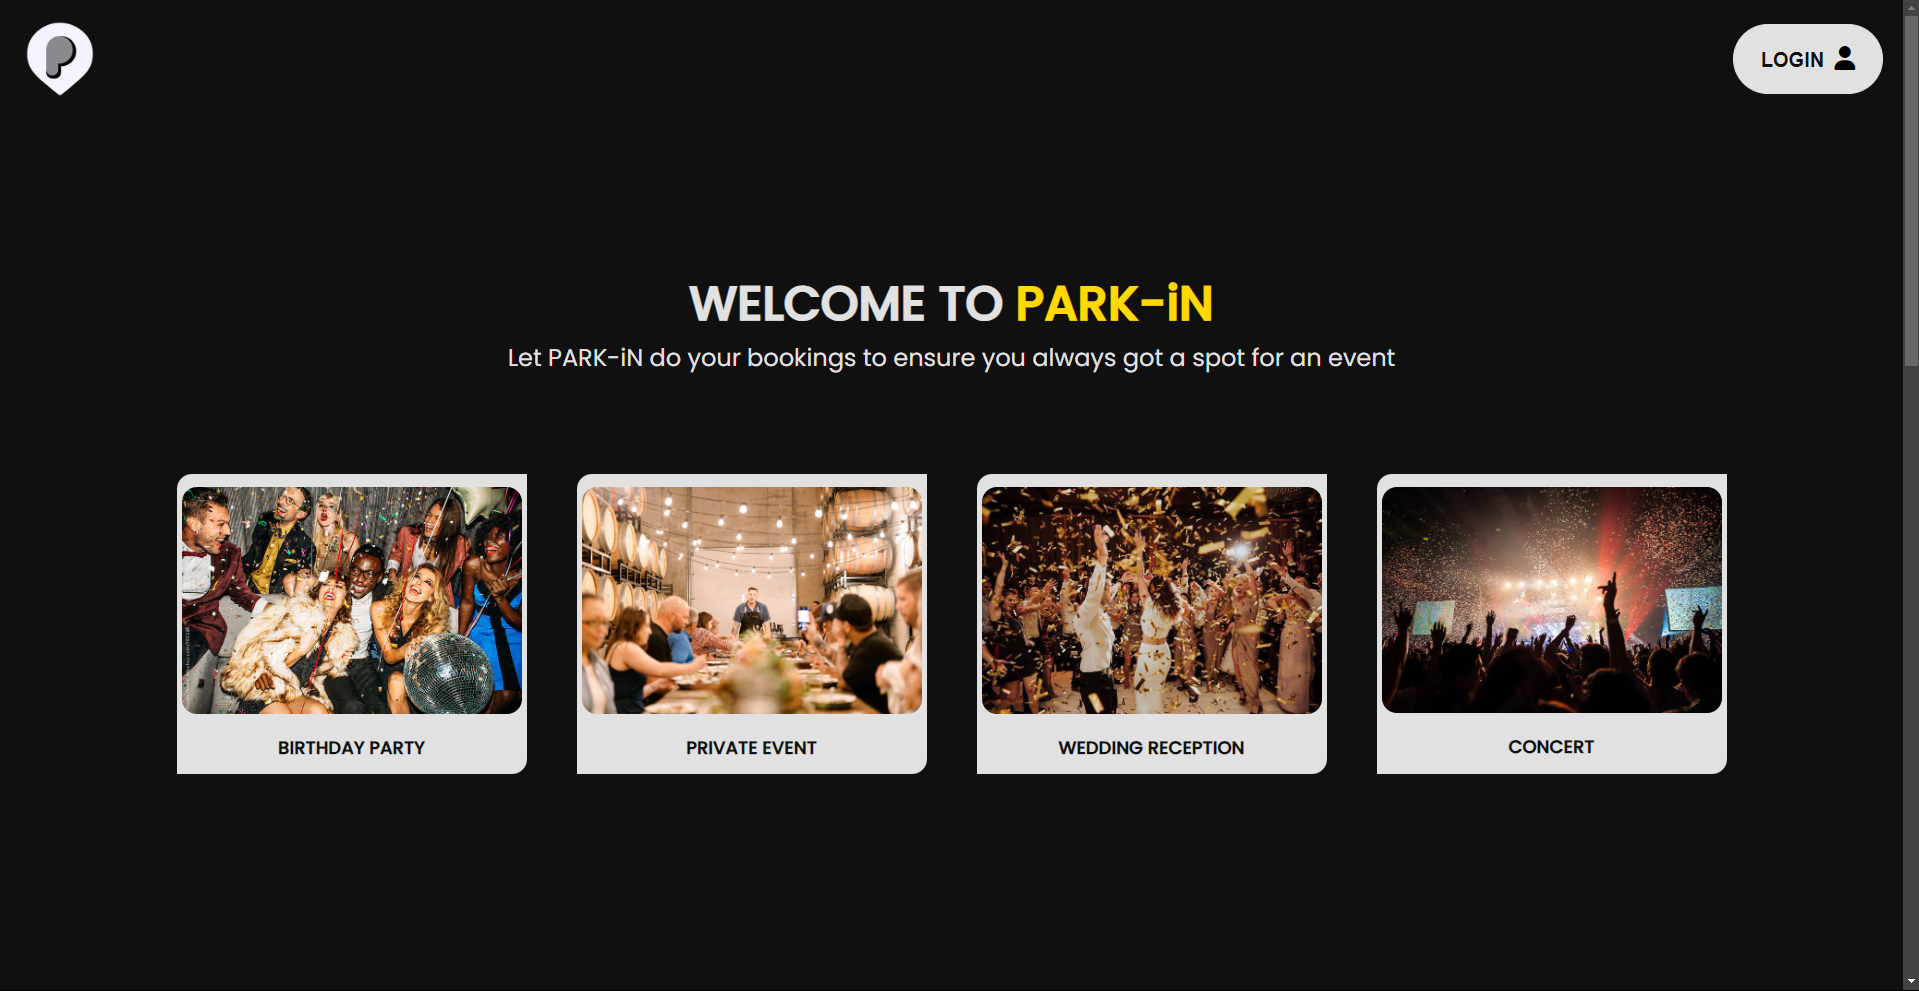 P
LOGIN
WELCOME TO PARK-iN
Let PARK-iN do your bookings to ensure you always got a spot for an event
BIRTHDAY PARTY
PRIVATE EVENT
WEDDING RECEPTION
CONCERT